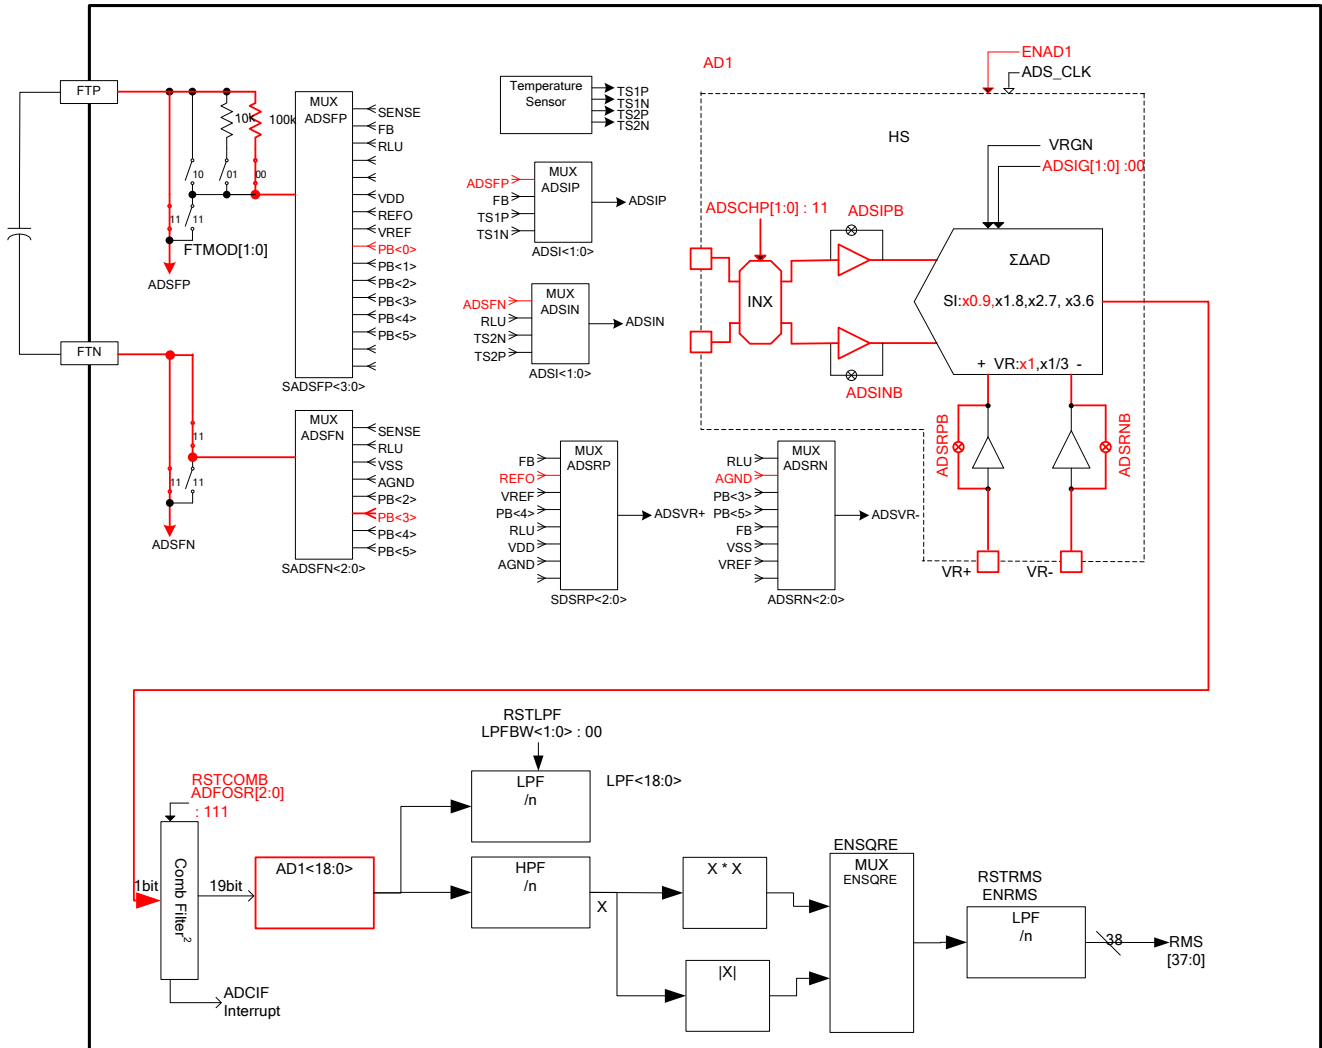 FTP
10k
100k
10
01
00
11
11
FTMOD[1:0]
ADSFP
MUX
ADSFP
SENSE
FB
RLU
VDD
REFO
VREF
PB<0>
PB<1>
PB<2>
PB<3>
PB<4>
PB<5>
SADSFP<3:0>
FTN
11
11
11
ADSFN
MUX
ADSFN
SENSE
RLU
VSS
AGND
PB<2>
PB<3>
PB<4>
PB<5>
SADSFN<2:0>
Temperature
Sensor
TS1P
TS1N
TS2P
TS2N
MUX
ADSIP
ADSFP
FB
TS1P
TS1N
ADSIP
ADSI<1:0>
MUX
ADSIN
ADSFN
RLU
TS2N
TS2P
ADSIN
ADSI<1:0>
MUX
ADSRP
FB
REFO
VREF
PB<4>
RLU
VDD
AGND
ADSVR+
SDSRP<2:0>
MUX
ADSRN
RLU
AGND
PB<3>
PB<5>
FB
VSS
VREF
ADSVR-
ADSRN<2:0>
AD1
ENAD1
ADS_CLK
HS
VRGN
ADSIG[1:0] :00
ADSCHP[1:0] : 11
ADSIPB
INX
ADSINB
ΣΔAD
SI:x0.9,x1.8,x2.7, x3.6
+ VR:x1,x1/3 -
ADSRPB
ADSRNB
VR+
VR-
RSTLPF
LPFBW<1:0> : 00
LPF
/n
LPF<18:0>
RSTCOMB
ADFOSR[2:0]
: 111
1bit
Comb Filter²
19bit
AD1<18:0>
ADCIF
Interrupt
HPF
/n
X
X * X
|X|
ENSQRE
MUX
ENSQRE
RSTRMS
ENRMS
LPF
/n
38
RMS
[37:0]